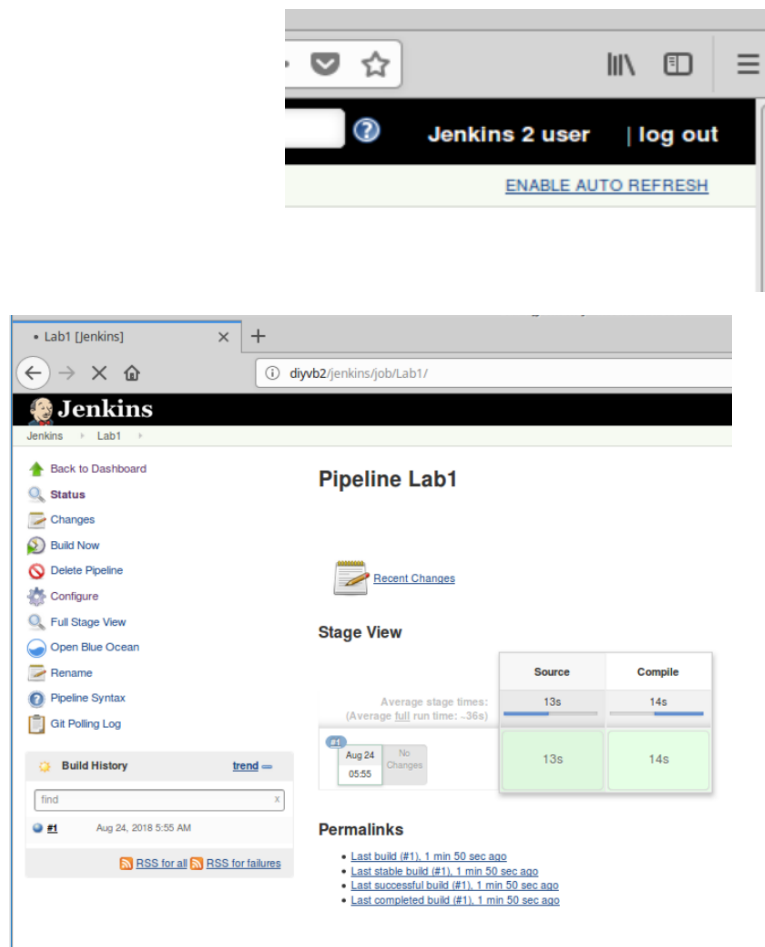 Jenkins 2 user | log out
ENABLE AUTO REFRESH
Lab1 [Jenkins]
diyvb2/jenkins/job/Lab1/
Jenkins
Jenkins Lab1
Back to Dashboard
Status
Changes
Build Now
Delete Pipeline
Configure
Full Stage View
Open Blue Ocean
Rename
Pipeline Syntax
Git Polling Log
Build History trend
find x
#1 Aug 24, 2018 5:55 AM
RSS for all RSS for failures
Pipeline Lab1
Recent Changes
Stage View
Source Compile
Average stage times: 13s 14s
(Average full run time: ~36s)
#1
Aug 24 No
Changes
05:55
13s 14s
Permalinks
• Last build (#1), 1 min 50 sec ago
• Last stable build (#1), 1 min 50 sec ago
• Last successful build (#1), 1 min 50 sec ago
• Last completed build (#1), 1 min 50 sec ago